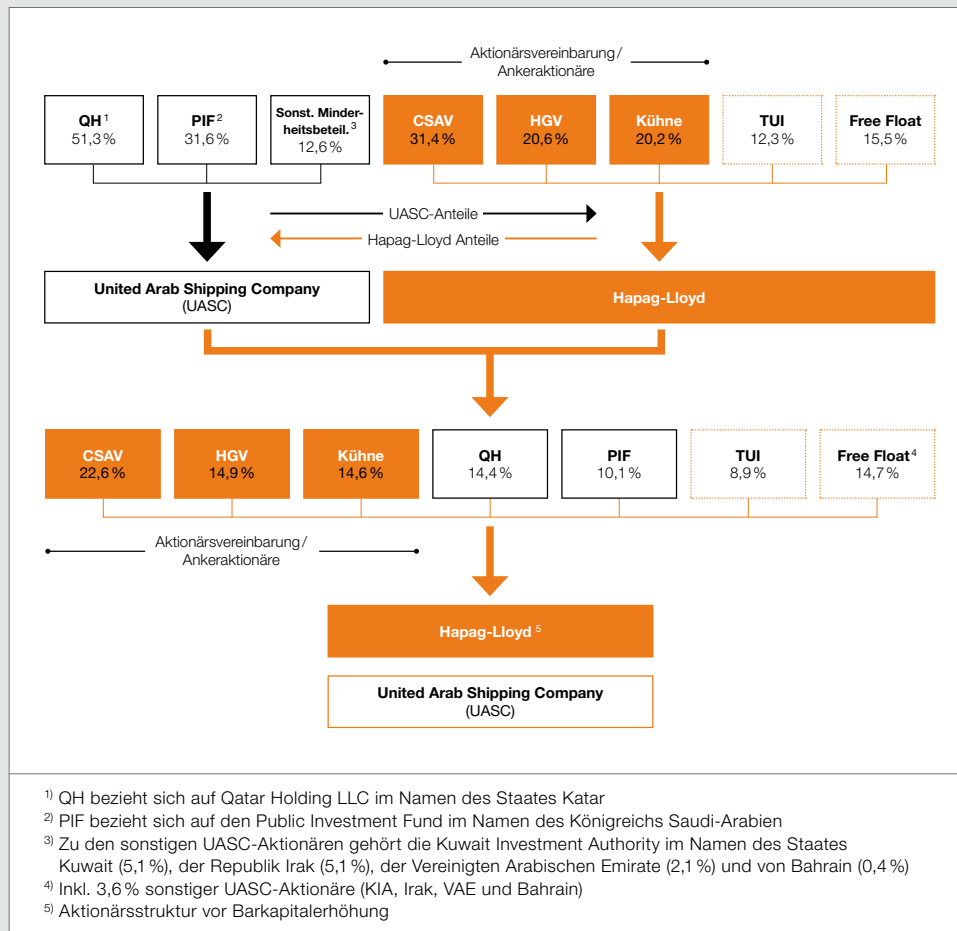 Aktionärsvereinbarung/
Ankeraktionäre
QH 1
51,3 %
PIF 2
31,6 %
Sonst. Minder-
heitsbeteil. 3
12,6 %
CSAV
31,4 %
HGV
20,6 %
Kühne
20,2 %
TUI
12,3 %
Free Float
15,5 %
UASC-Anteile
Hapag-Lloyd Anteile
United Arab Shipping Company
(UASC)
Hapag-Lloyd
CSAV
22,6 %
HGV
14,9 %
Kühne
14,6 %
QH
14,4 %
PIF
10,1 %
TUI
8,9 %
Free Float 4
14,7 %
Aktionärsvereinbarung/
Ankeraktionäre
Hapag-Lloyd 5
United Arab Shipping Company
(UASC)
1) QH bezieht sich auf Qatar Holding LLC im Namen des Staates Katar
2) PIF bezieht sich auf den Public Investment Fund im Namen des Königreichs Saudi-Arabien
3) Zu den sonstigen UASC-Aktionären gehört die Kuwait Investment Authority im Namen des Staates
Kuwait (5,1 %), der Republik Irak (5,1 %), der Vereinigten Arabischen Emirate (2,1 %) und von Bahrain (0,4 %)
4) Inkl. 3,6 % sonstiger UASC-Aktionäre (KIA, Irak, VAE und Bahrain)
5) Aktionärsstruktur vor Barkapitalerhöhung